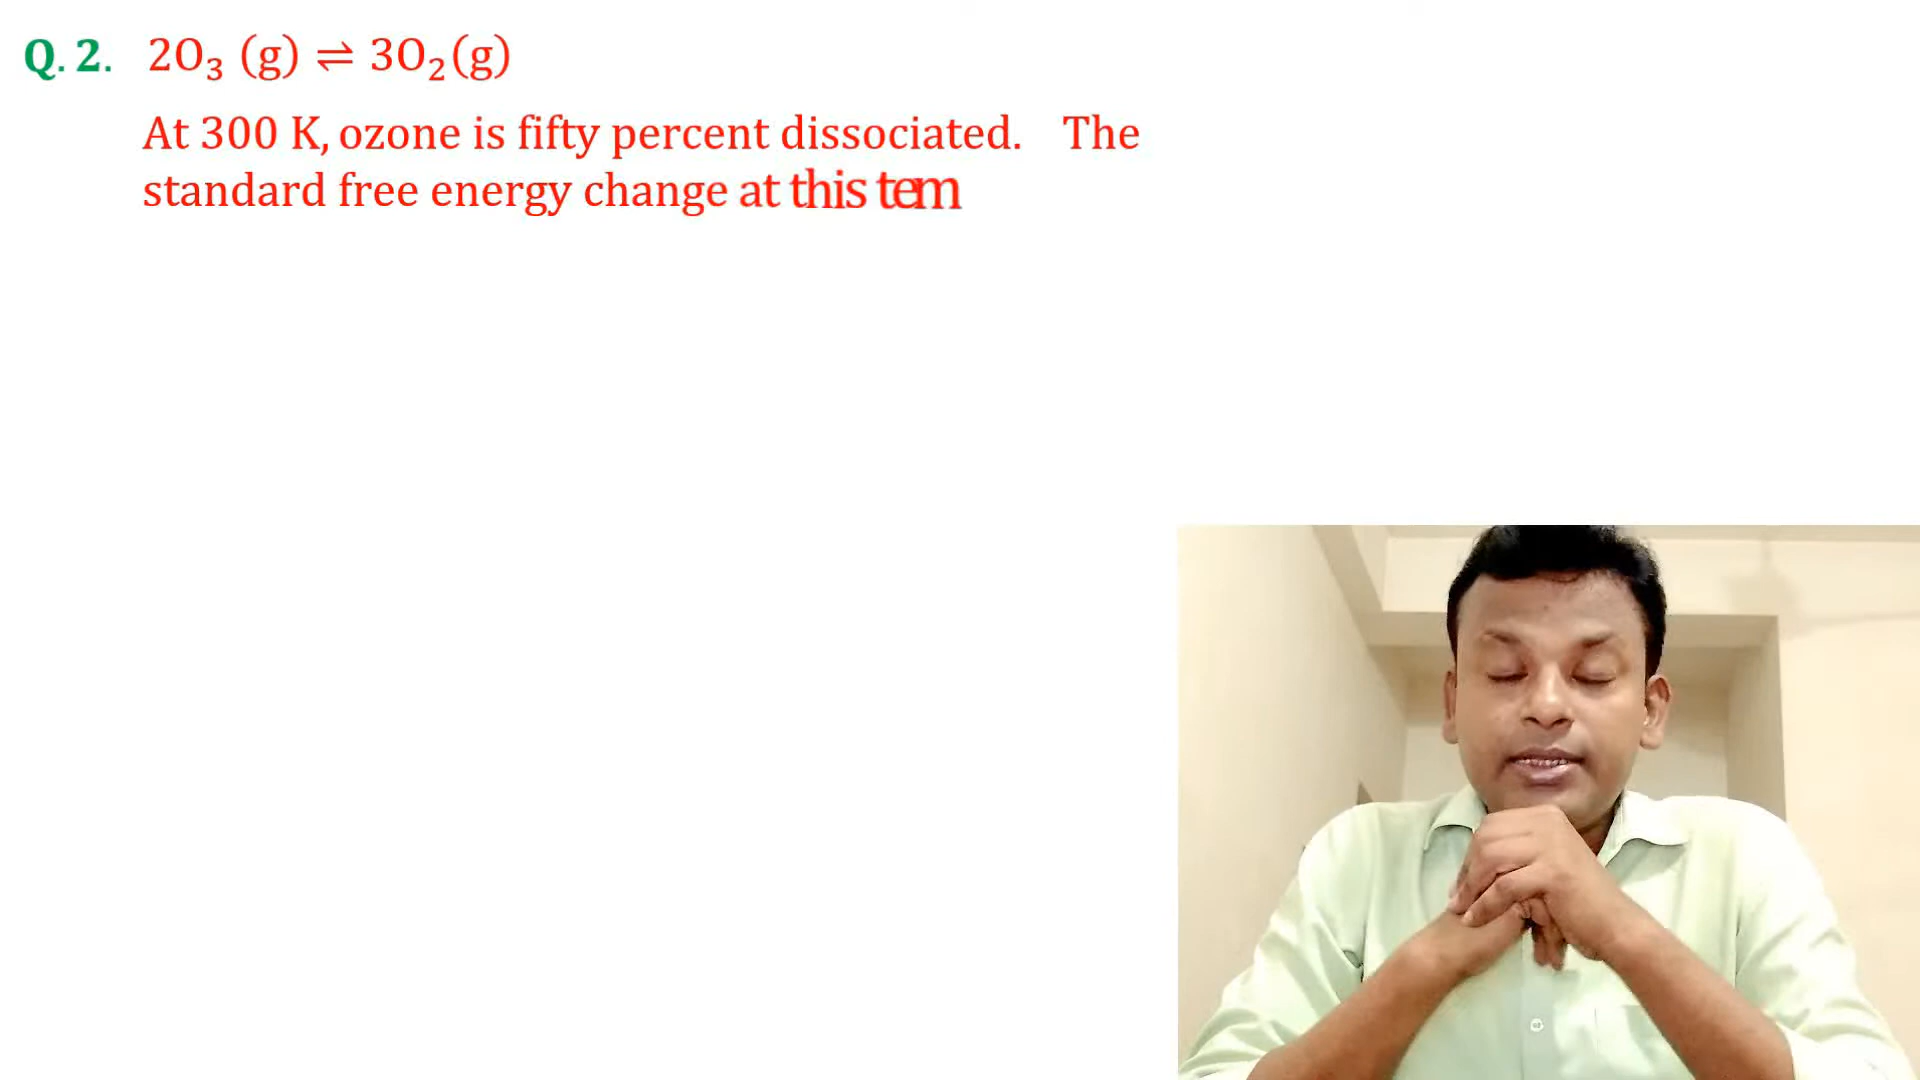 Q. 2. 2O₃ (g) ⇌ 3O₂(g)
At 300 K, ozone is fifty percent dissociated. The
standard free energy change at this tem